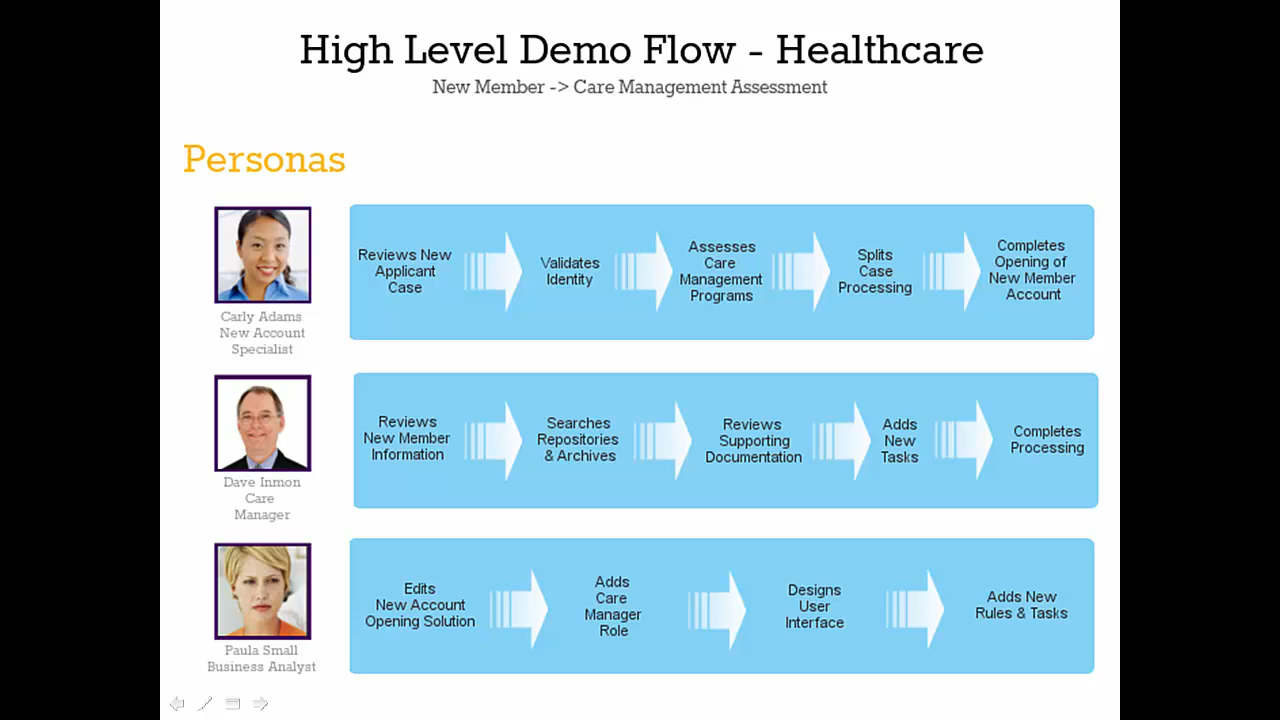 High Level Demo Flow - Healthcare
New Member -> Care Management Assessment
Personas
Carly Adams
New Account
Specialist
Reviews New
Applicant
Case
Validates
Identity
Assesses
Care
Management
Programs
Splits
Case
Processing
Completes
Opening of
New Member
Account
Dave Inmon
Care
Manager
Reviews
New Member
Information
Searches
Repositories
& Archives
Reviews
Supporting
Documentation
Adds
New
Tasks
Completes
Processing
Paula Small
Business Analyst
Edits
New Account
Opening Solution
Adds
Care
Manager
Role
Designs
User
Interface
Adds New
Rules & Tasks